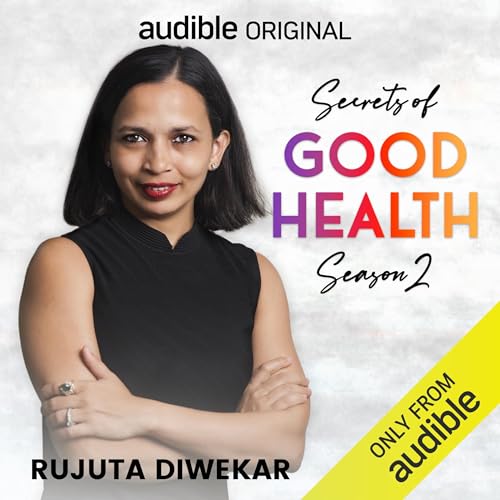 audible ORIGINAL
Secrets of
GOOD
HEALTH
Season 2
RUJUTA DIWEKAR
ONLY FROM
audible